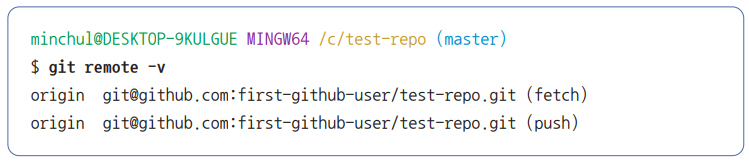 minchul@DESKTOP-9KULGUE MINGW64 /c/test-repo (master)
$ git remote -v
origin  git@github.com:first-github-user/test-repo.git (fetch)
origin  git@github.com:first-github-user/test-repo.git (push)